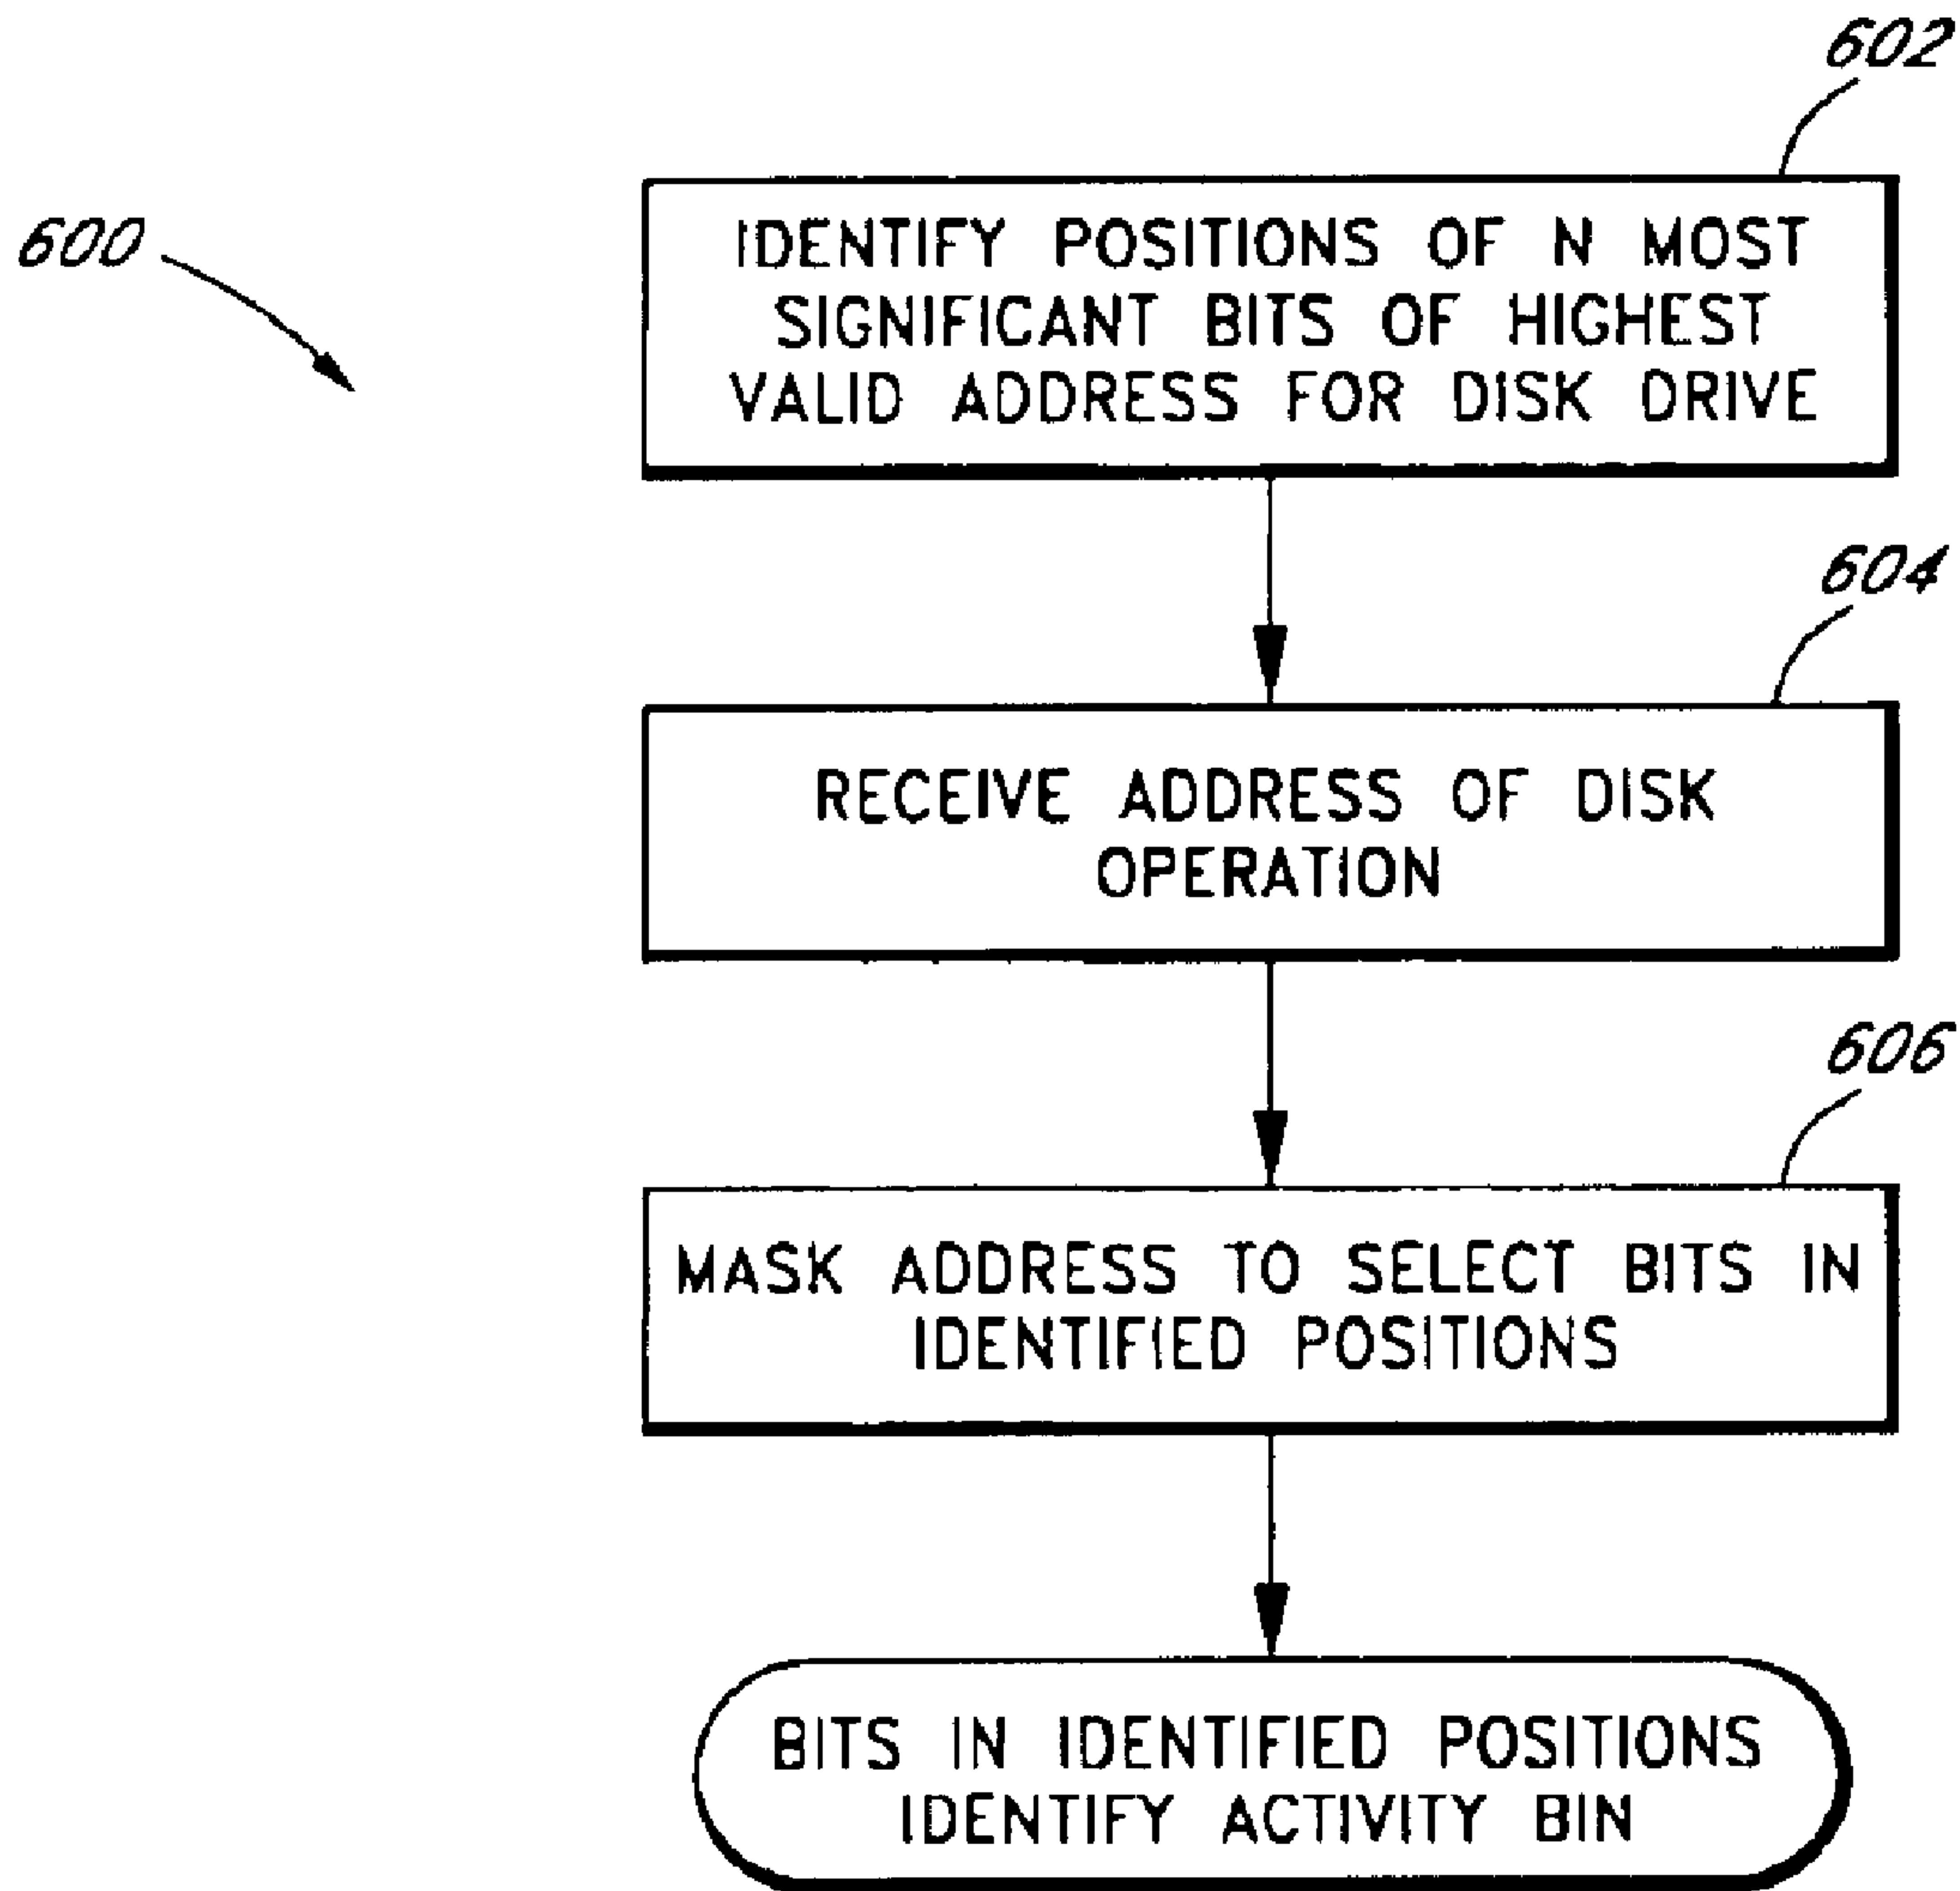 602
600
IDENTIFY POSITIONS OF N MOST
SIGNIFICANT BITS OF HIGHEST
VALID ADDRESS FOR DISK DRIVE
604
RECEIVE ADDRESS OF DISK
OPERATION
606
MASK ADDRESS TO SELECT BITS IN
IDENTIFIED POSITIONS
BITS IN IDENTIFIED POSITIONS
IDENTIFY ACTIVITY BIN